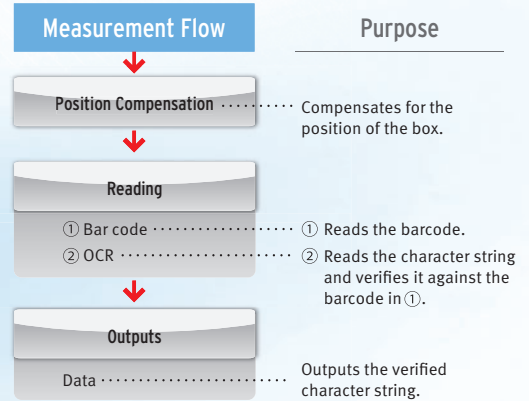 Measurement Flow Purpose
Position Compensation ·········· Compensates for the
position of the box.
Reading
① Bar code ·················· ① Reads the barcode.
② OCR ······················ ② Reads the character string
and verifies it against the
barcode in ①.
Outputs
Data ························ Outputs the verified
character string.